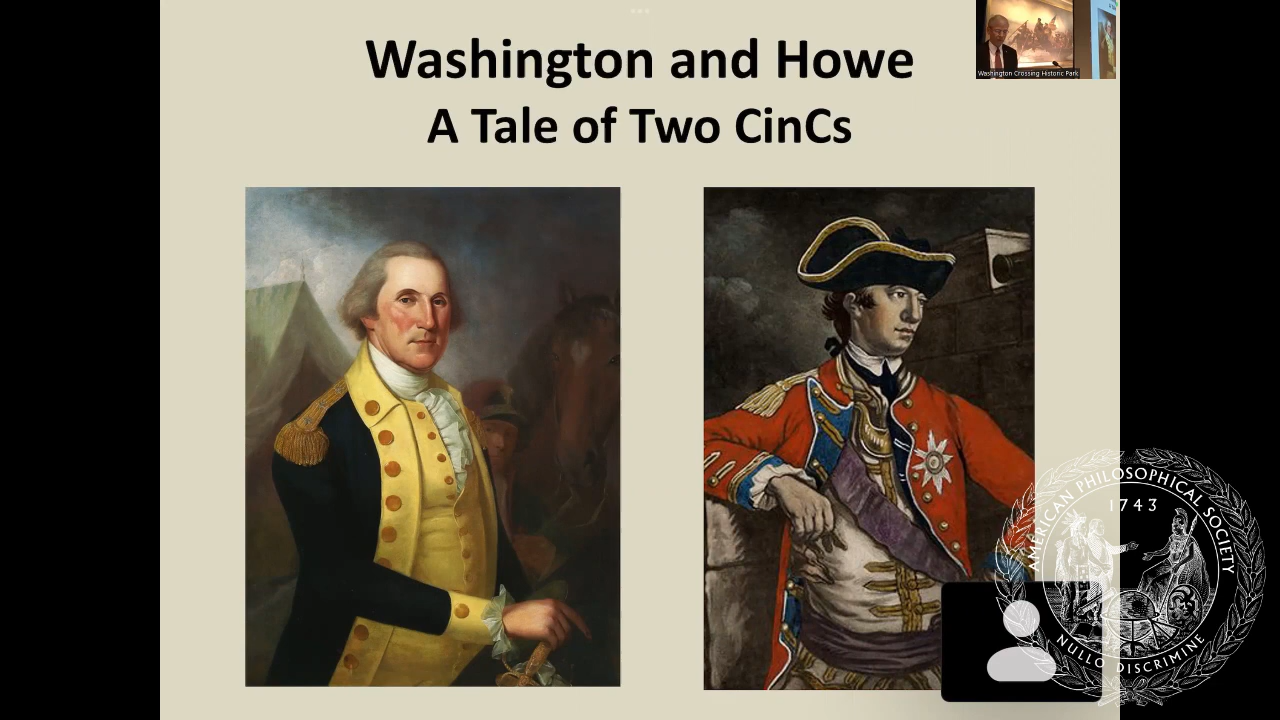 Washington and Howe
A Tale of Two CinCs
Washington Crossing Historic Park
AMERICAN PHILOSOPHICAL SOCIETY
1743
NULLO DISCRIMINE